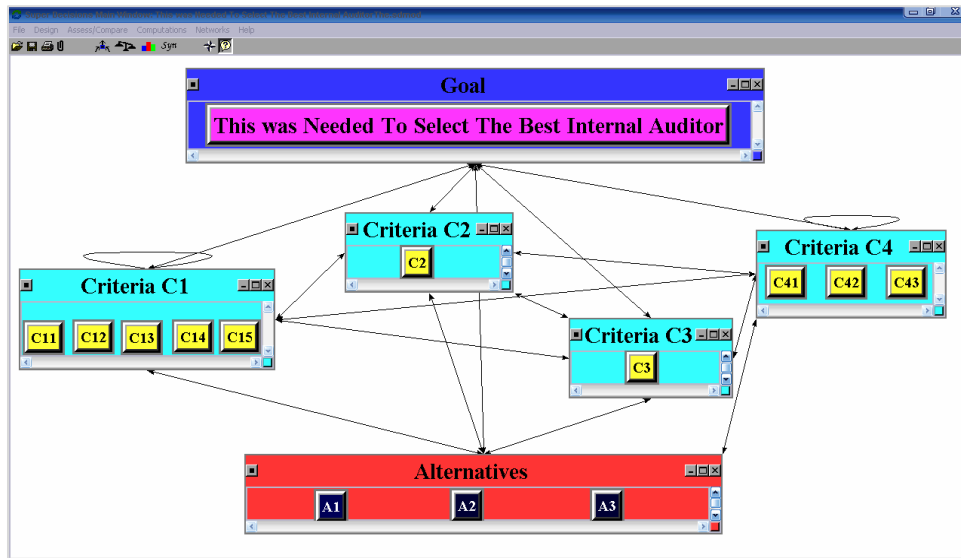 File Design Assess/Compare Computations Networks Help
Syn
Goal
This was Needed To Select The Best Internal Auditor
Criteria C2
C2
Criteria C4
C41 C42 C43
Criteria C1
C11 C12 C13 C14 C15
Criteria C3
C3
Alternatives
A1 A2 A3